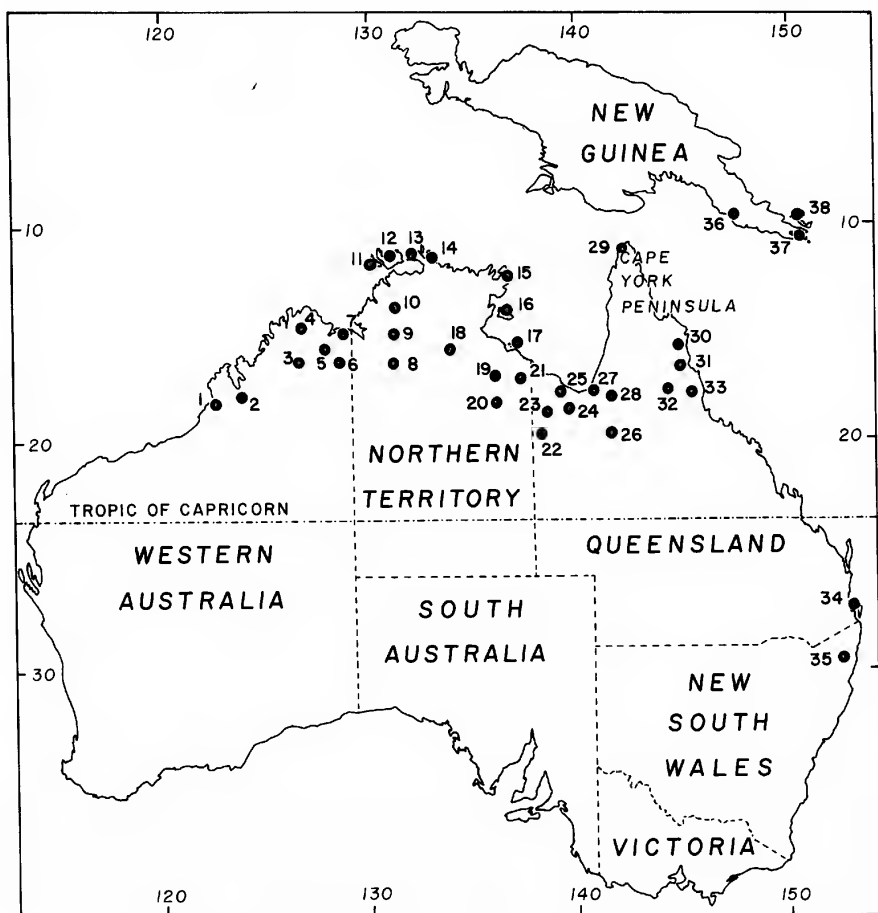 120 130 140 150
NEW
GUINEA
36 38
37
10 10
11 12 13 14
29
CAPE
YORK
PENINSULA
15
10 16
4 9 18 17 30
3 5 6 8 31
19 21 25 27
1 2 20 23 24 28 32 33
22 26
20 20
NORTHERN
TERRITORY
TROPIC OF CAPRICORN
WESTERN
AUSTRALIA
QUEENSLAND
SOUTH
AUSTRALIA
34
35
30
NEW
SOUTH
WALES
VICTORIA
120 130 140 150